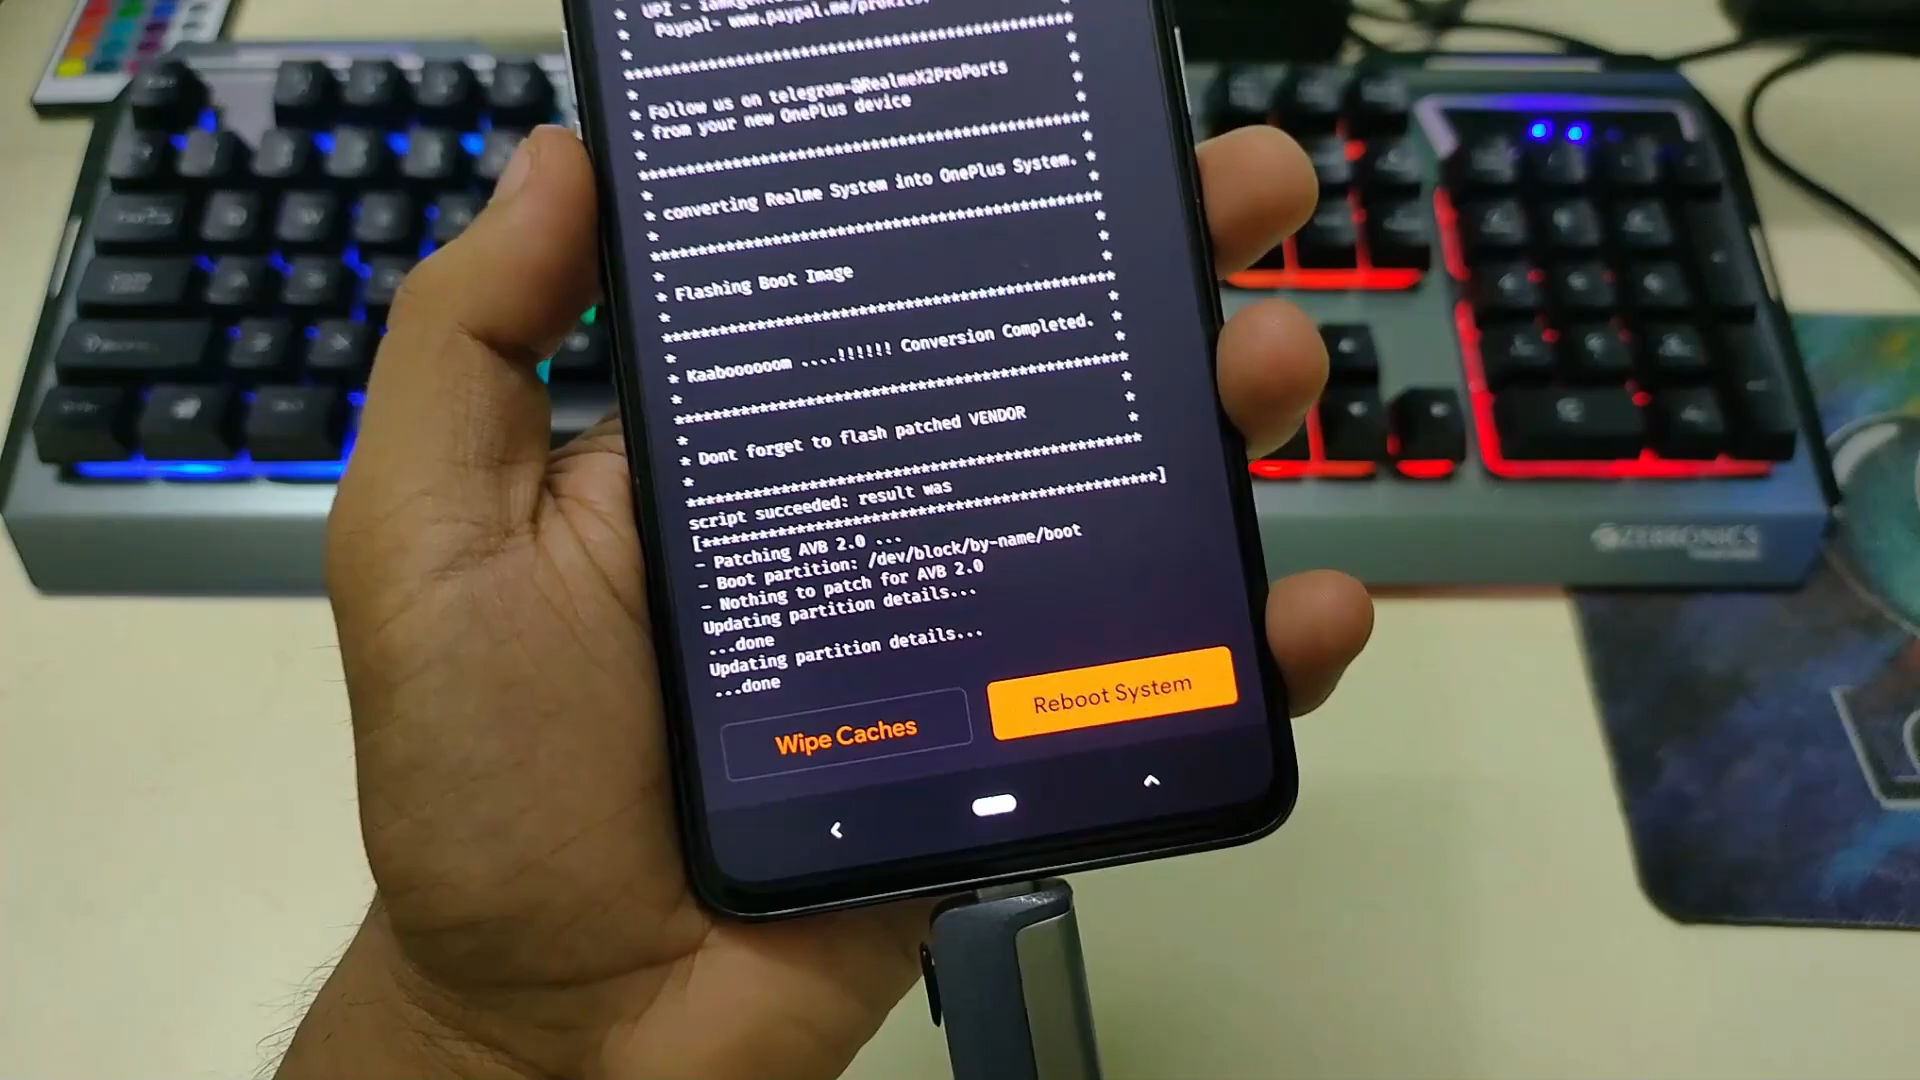 * UPI -
* Paypal- www.paypal.me/
*
*******************************************
*
* Follow us on telegram-@RealmeX2ProPorts
* from your new OnePlus device
*
*******************************************
*
* converting Realme System into OnePlus System. *
*
*******************************************
*
* Flashing Boot Image
*
*******************************************
*
* Kaaboooooom ....!!!!!! Conversion Completed. *
*
*******************************************
*
* Dont forget to flash patched VENDOR
*
*******************************************
script succeeded: result was
[*******************************************]
- Patching AVB 2.0 ...
- Boot partition: /dev/block/by-name/boot
- Nothing to patch for AVB 2.0
Updating partition details...
...done
Updating partition details...
...done
Wipe Caches
Reboot System
ZEBRONICS